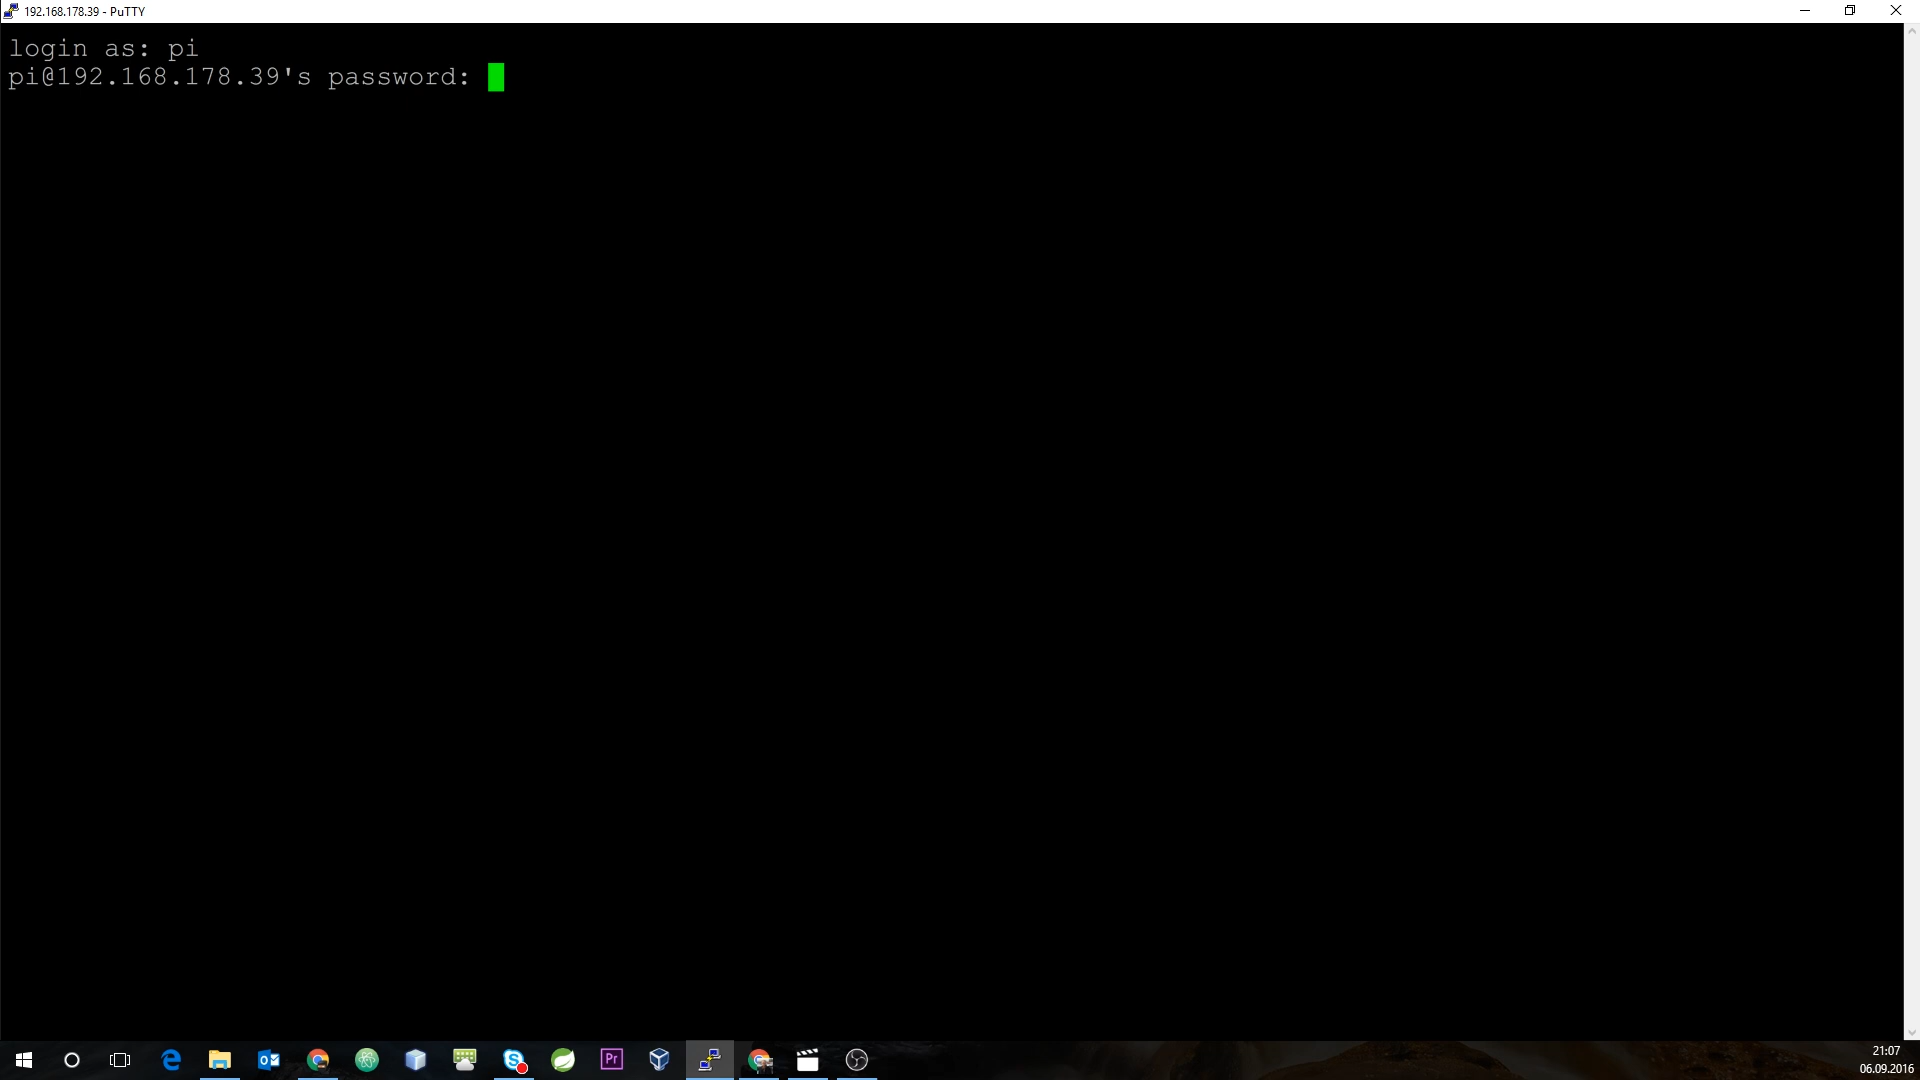 192.168.178.39 - PuTTY
login as: pi
pi@192.168.178.39's password:
Pr
21:07
06.09.2016